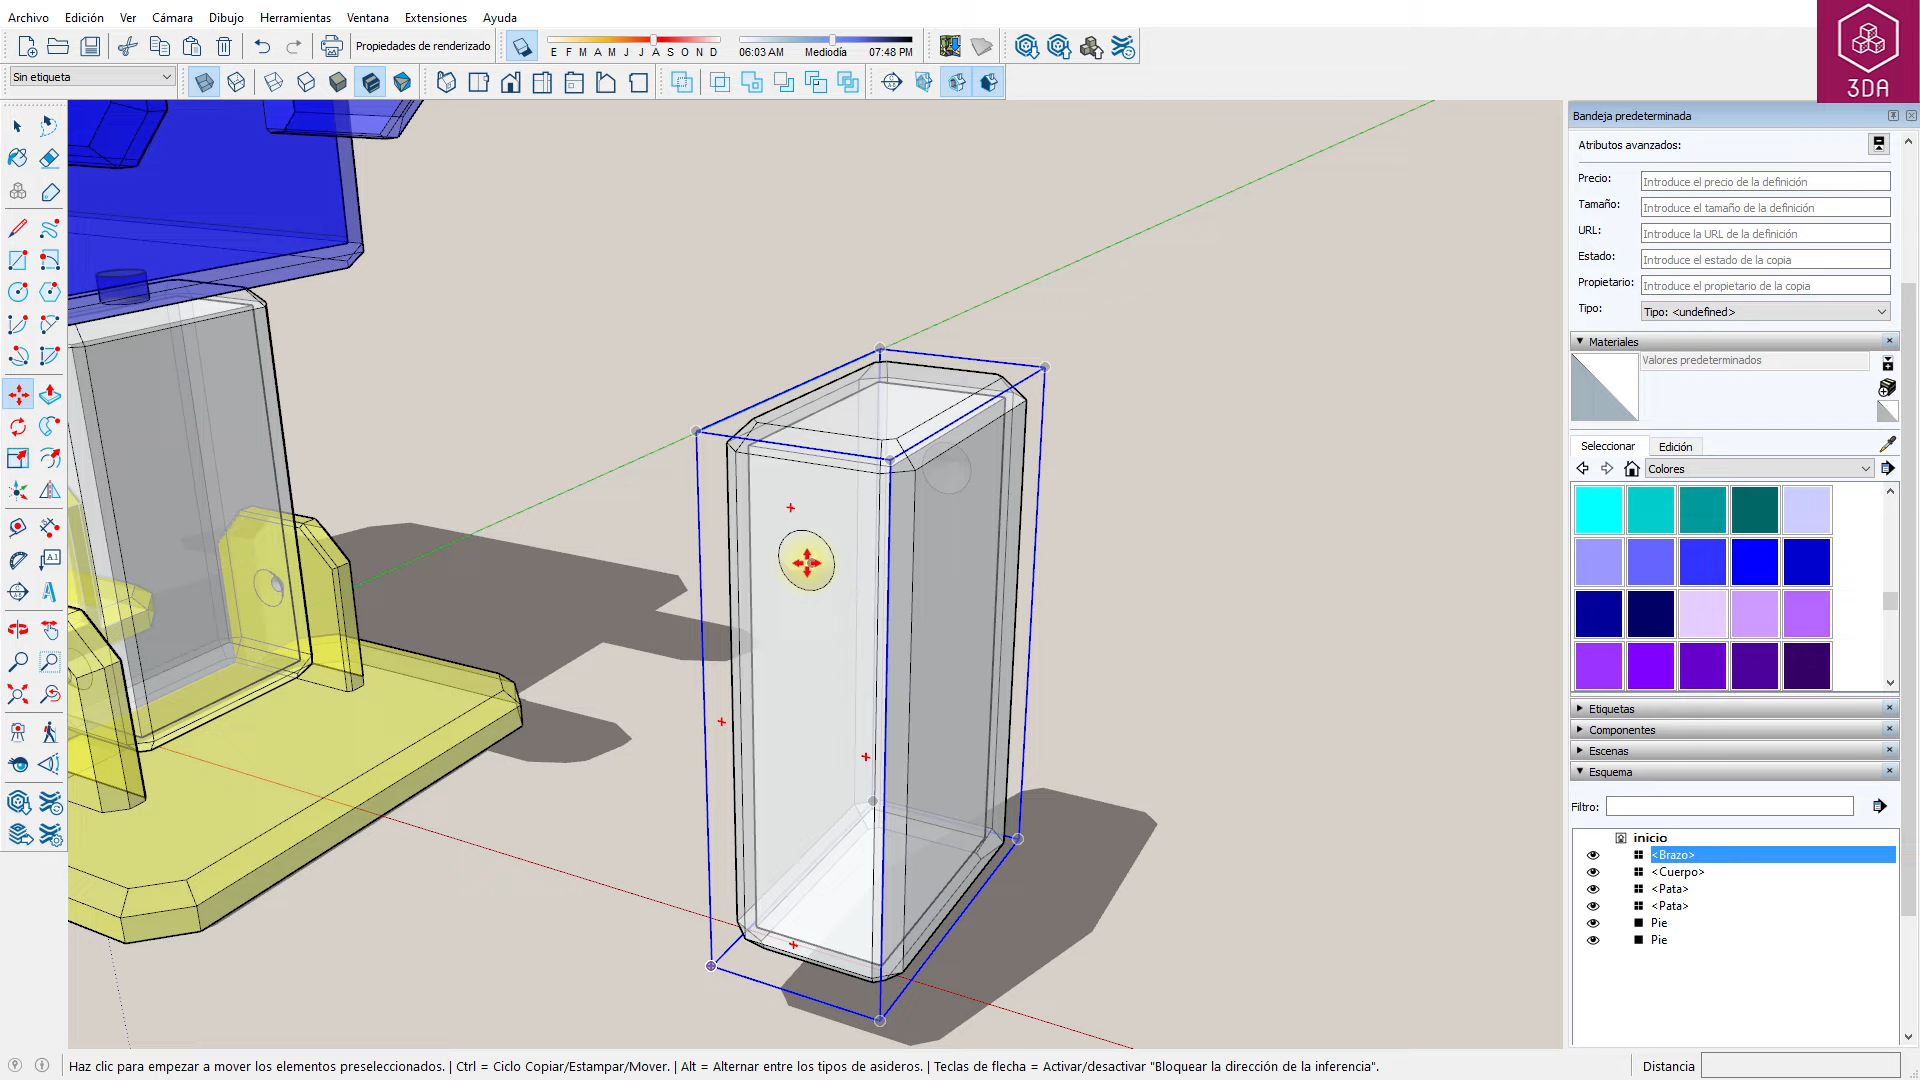 Archivo Edición Ver Cámara Dibujo Herramientas Ventana Extensiones Ayuda
Propiedades de renderizado
E F M A M J J A S O N D
06:03 AM Mediodía 07:48 PM
3DA
Sin etiqueta
Bandeja predeterminada
Atributos avanzados:
Precio: Introduce el precio de la definición
Tamaño: Introduce el tamaño de la definición
URL: Introduce la URL de la definición
Estado: Introduce el estado de la copia
Propietario: Introduce el propietario de la copia
Tipo: Tipo: <undefined>
Materiales
Valores predeterminados
Seleccionar Edición
Colores
A1
Etiquetas
Componentes
Escenas
Esquema
Filtro:
inicio
<Brazo>
<Cuerpo>
<Pata>
<Pata>
Pie
Pie
Haz clic para empezar a mover los elementos preseleccionados. | Ctrl = Ciclo Copiar/Estampar/Mover. | Alt = Alternar entre los tipos de asideros. | Teclas de flecha = Activar/desactivar "Bloquear la dirección de la inferencia".
Distancia